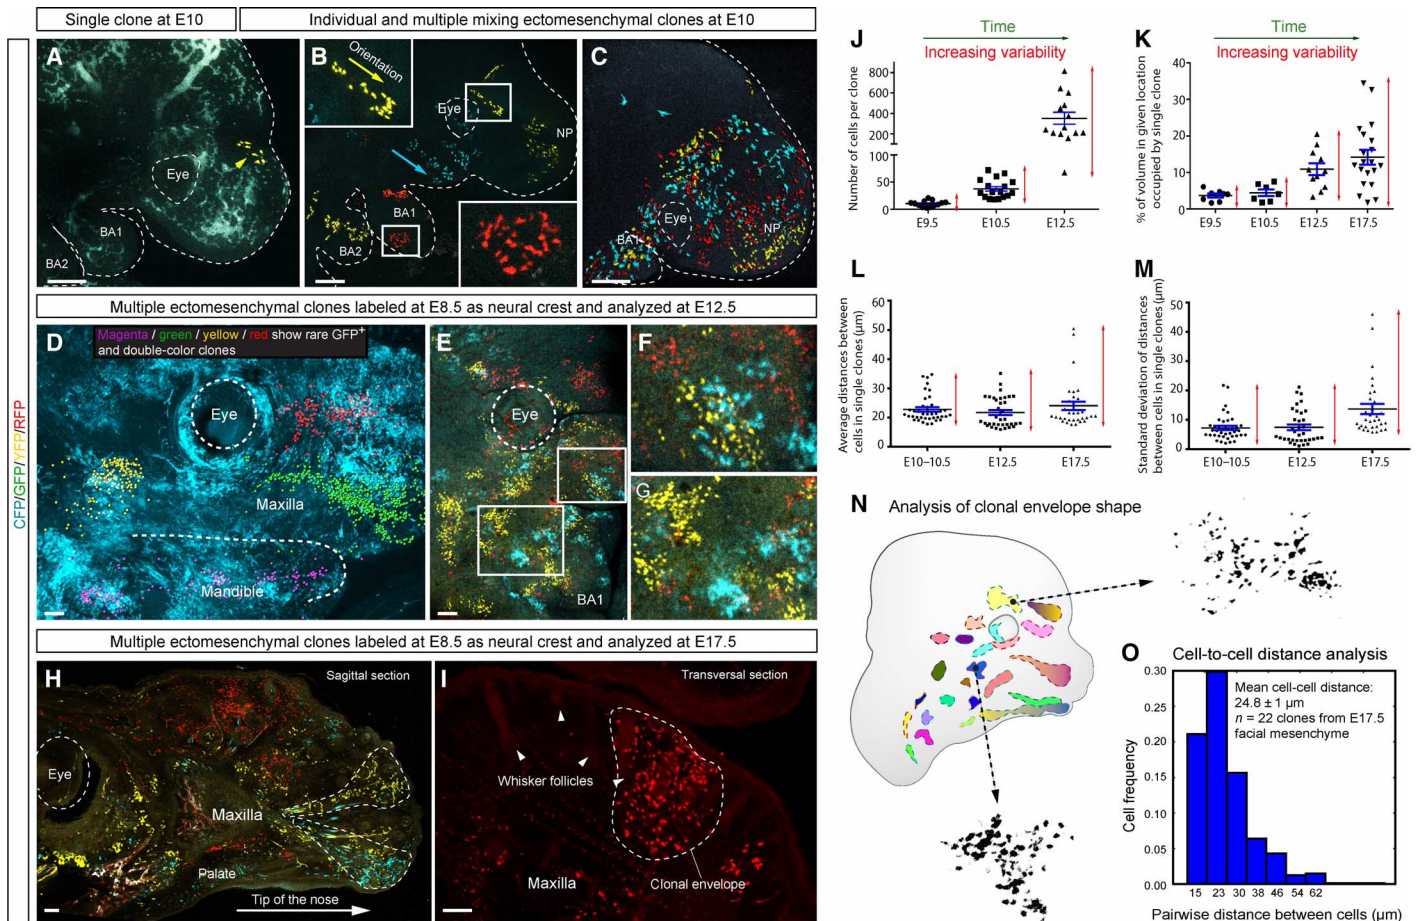 Single clone at E10
Individual and multiple mixing ectomesenchymal clones at E10
CFP/GFP/YFP/RFP
A
Eye
BA1
BA2
B
Orientation
Eye
NP
BA1
BA2
C
Eye
BA1
NP
Multiple ectomesenchymal clones labeled at E8.5 as neural crest and analyzed at E12.5
D
Magenta / green / yellow / red show rare GFP+
and double-color clones
Eye
Maxilla
Mandible
E
Eye
BA1
F
G
Multiple ectomesenchymal clones labeled at E8.5 as neural crest and analyzed at E17.5
H
Sagittal section
Eye
Maxilla
Palate
Tip of the nose
I
Transversal section
Whisker follicles
Maxilla
Clonal envelope
J
Time
Increasing variability
Number of cells per clone
800
600
400
200
100
50
0
E9.5
E10.5
E12.5
K
Time
Increasing variability
% of volume in given location
occupied by single clone
40
30
20
10
0
E9.5
E10.5
E12.5
E17.5
L
Average distances between
cells in single clones (µm)
60
50
40
30
20
10
0
E10–10.5
E12.5
E17.5
M
Standard deviation of distances
between cells in single clones (µm)
50
40
30
20
10
0
E10–10.5
E12.5
E17.5
N
Analysis of clonal envelope shape
O
Cell-to-cell distance analysis
Mean cell-cell distance:
24.8 ± 1 µm
n = 22 clones from E17.5
facial mesenchyme
Cell frequency
0.30
0.25
0.20
0.15
0.10
0.05
0.00
15 23 30 38 46 54 62
Pairwise distance between cells (µm)